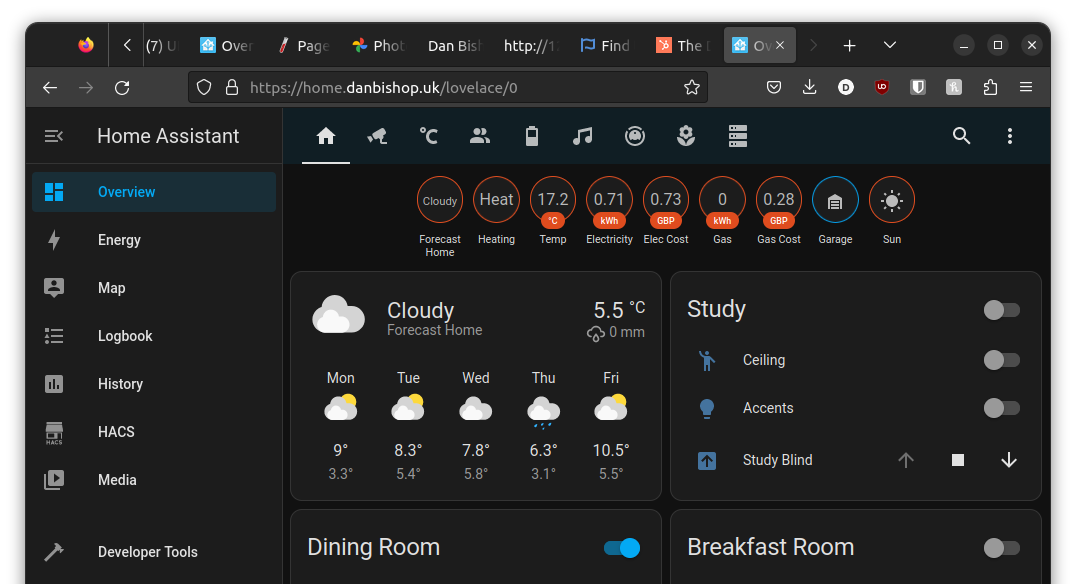 (7) U
Over
Page
Phot
Dan Bish
http://1
Find
The
Ov
https://home.danbishop.uk/lovelace/0
Home Assistant
Overview
Energy
Map
Logbook
History
HACS
HACS
Media
Developer Tools
°C
Cloudy
Heat
17.2
0.71
0.73
0
0.28
°C
kWh
GBP
kWh
GBP
Forecast Home
Heating
Temp
Electricity
Elec Cost
Gas
Gas Cost
Garage
Sun
Cloudy
Forecast Home
5.5 °C
0 mm
Mon Tue Wed Thu Fri
9° 8.3° 7.8° 6.3° 10.5°
3.3° 5.4° 5.8° 3.1° 5.5°
Study
Ceiling
Accents
Study Blind
Dining Room
Breakfast Room